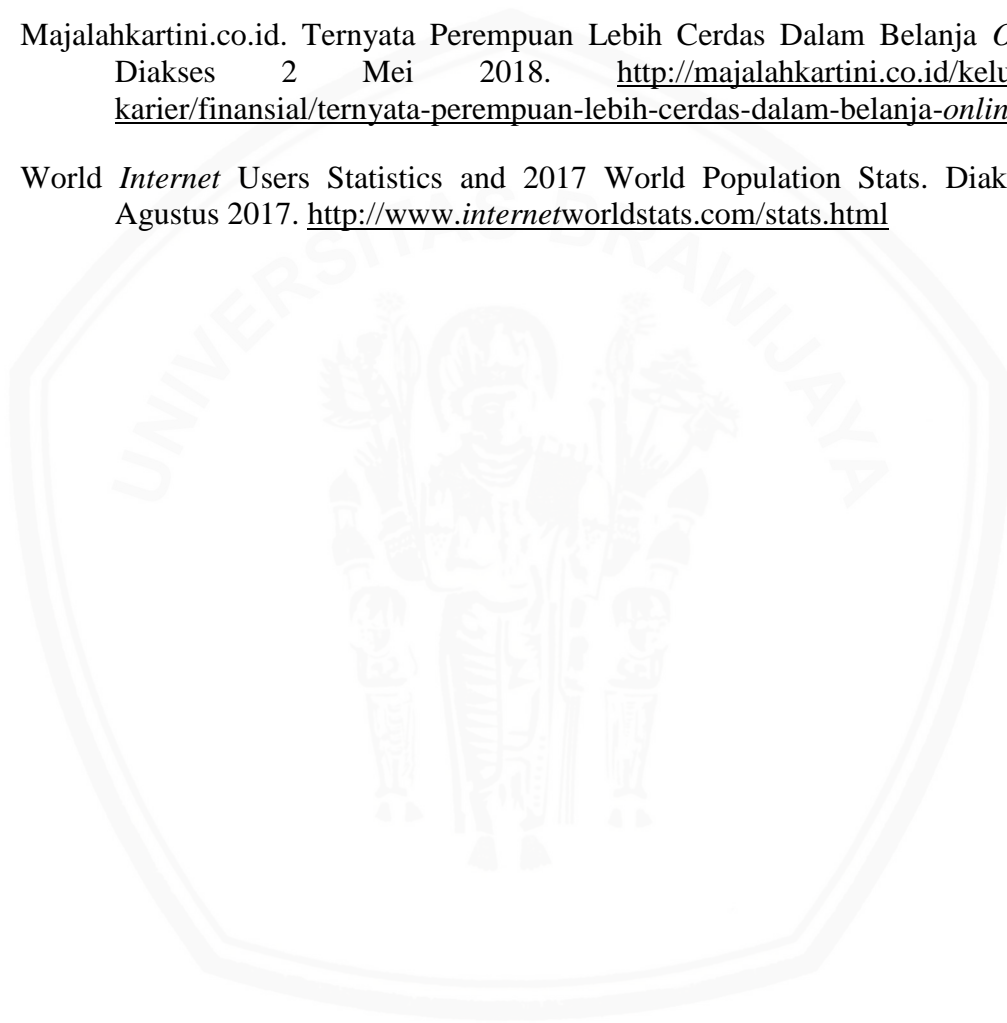 Majalahkartini.co.id. Ternyata Perempuan Lebih Cerdas Dalam Belanja
Diakses 2 Mei 2018. http://majalahkartini.co.id/kelu
karier/finansial/ternyata-perempuan-lebih-cerdas-dalam-belanja-onlin
World Internet Users Statistics and 2017 World Population Stats. Diak
Agustus 2017. http://www.internetworldstats.com/stats.html
UNIVERSITAS BRAWIJAYA